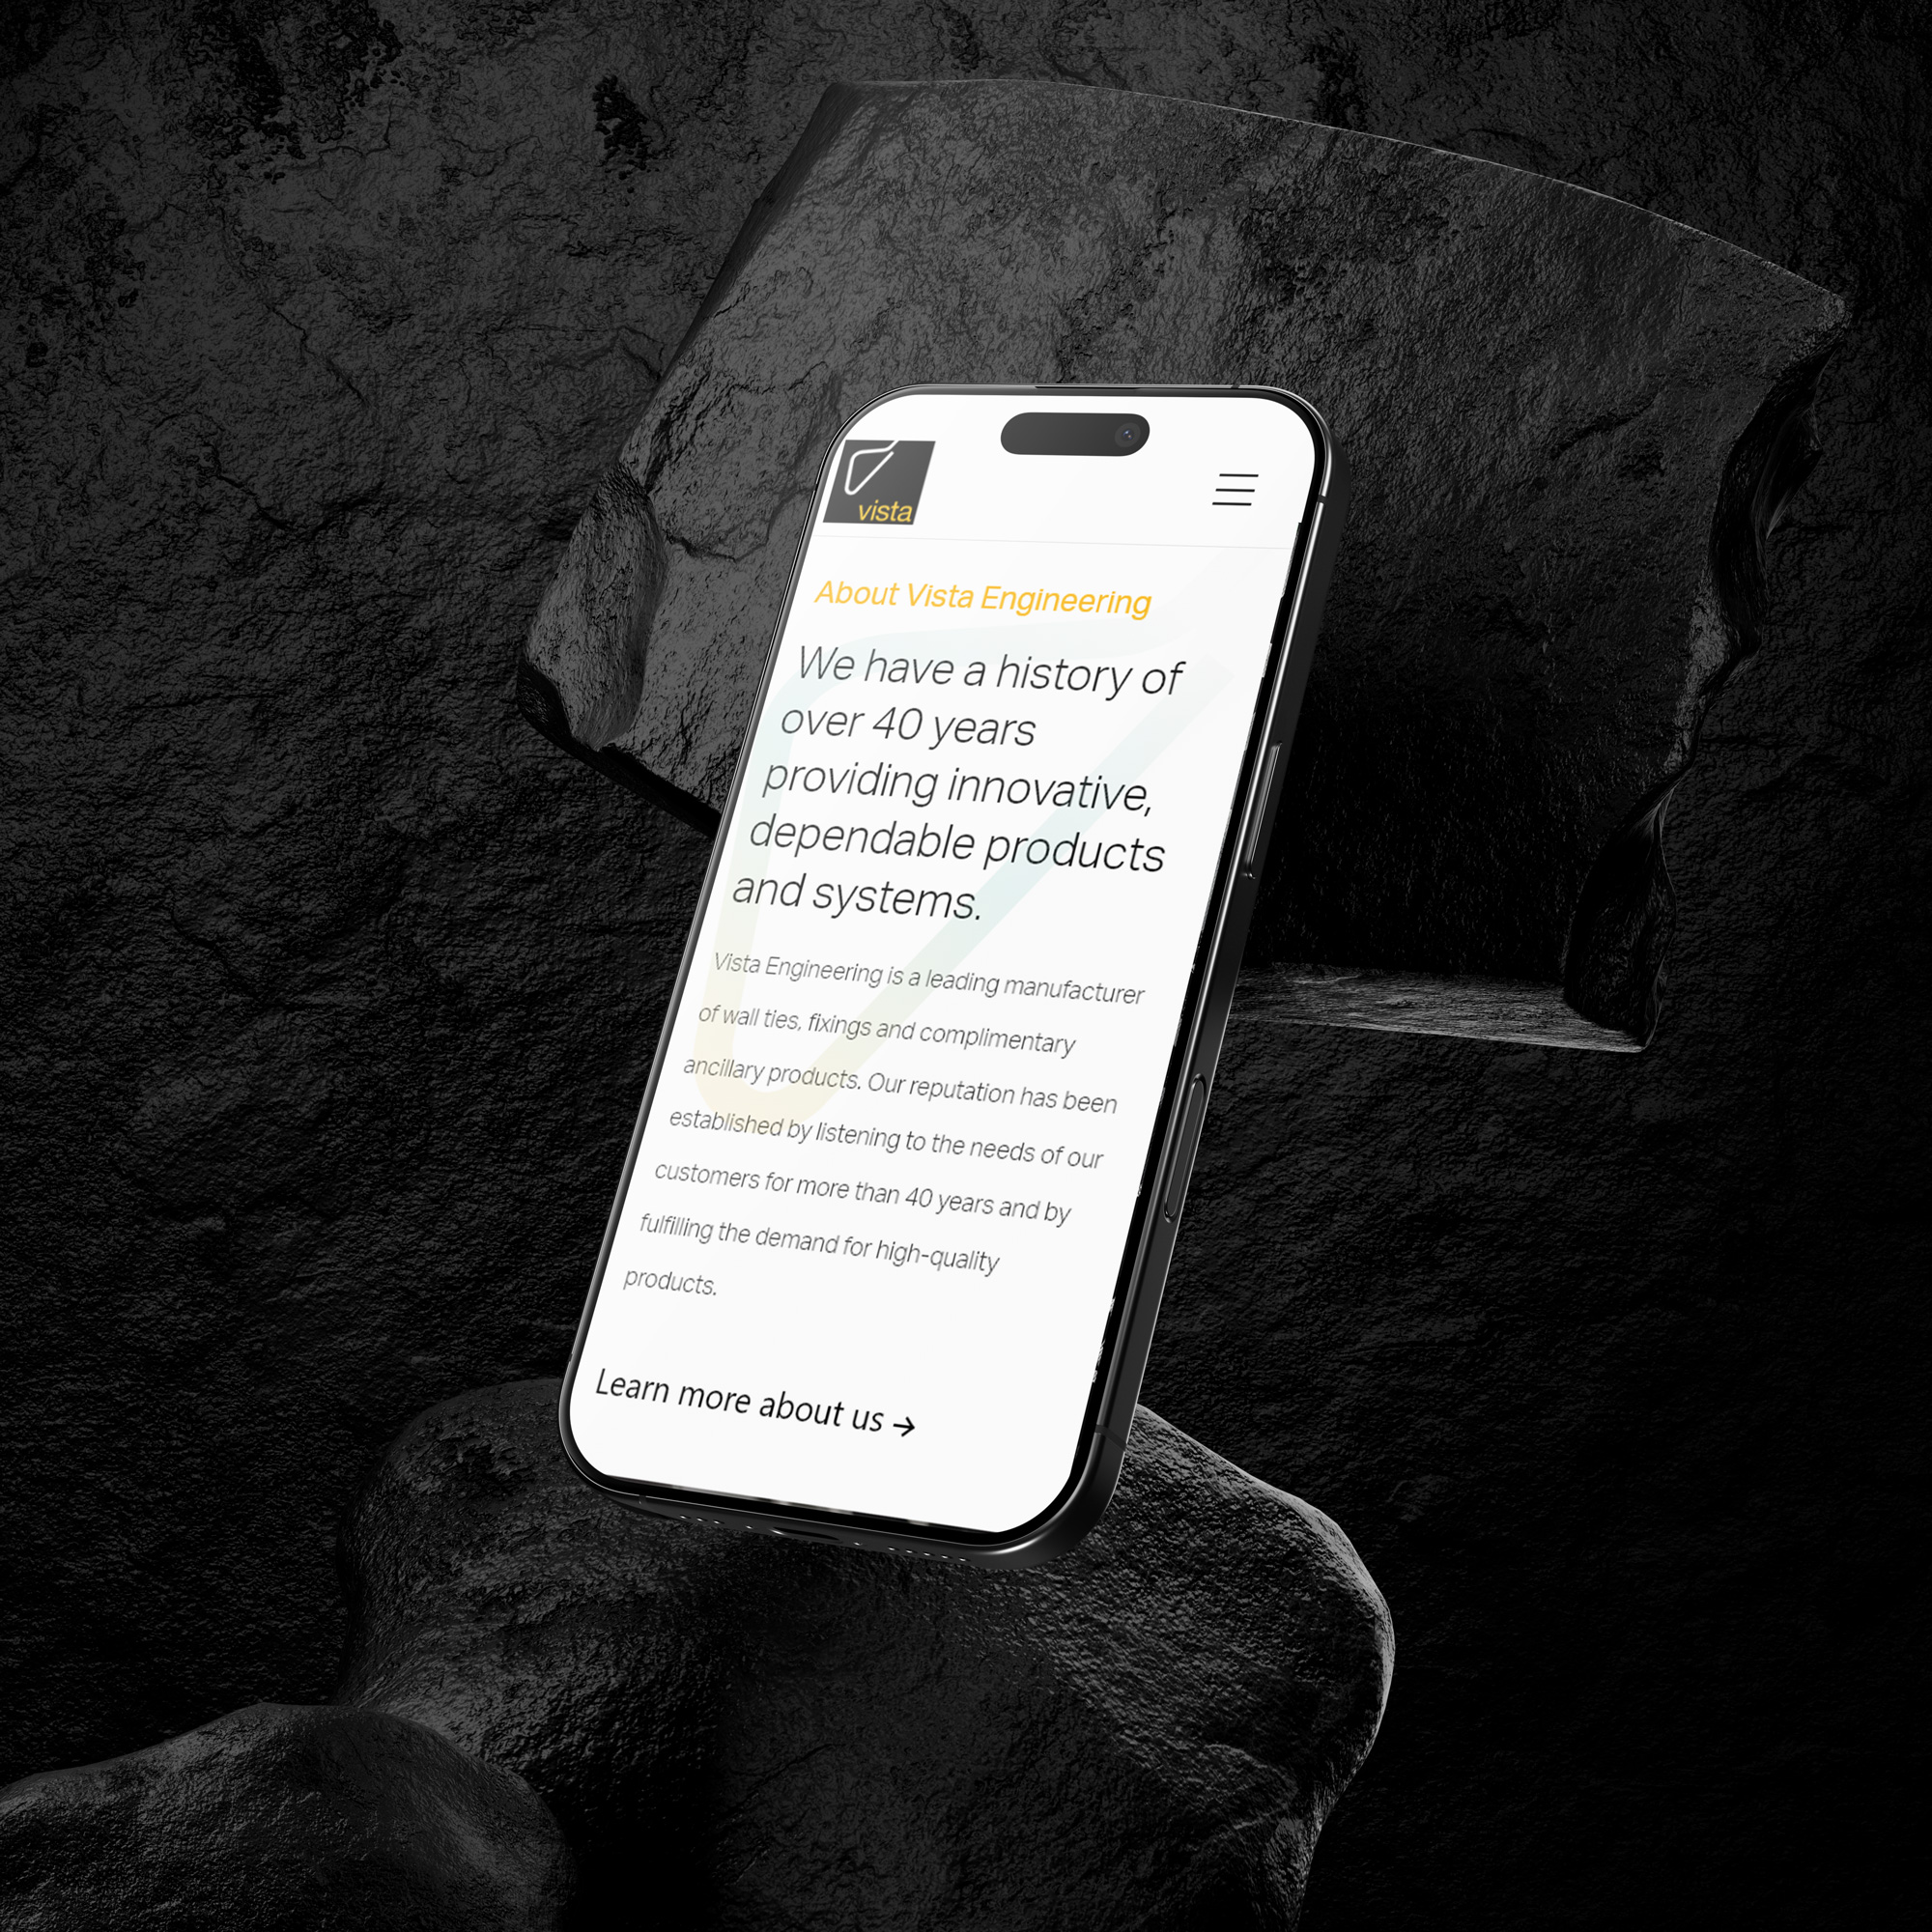 vista
About Vista Engineering
We have a history of
over 40 years
providing innovative,
dependable products
and systems.
Vista Engineering is a leading manufacturer
of wall ties, fixings and complimentary
ancillary products. Our reputation has been
established by listening to the needs of our
customers for more than 40 years and by
fulfilling the demand for high-quality
products.
Learn more about us →